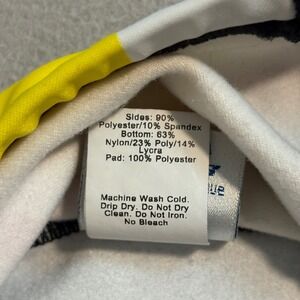 Sides: 90%
Polyester/10% Spandex
Bottom: 63%
Nylon/23% Poly/14%
Lycra
Pad: 100% Polyester
Machine Wash Cold.
Drip Dry. Do Not Dry
Clean. Do Not Iron.
No Bleach